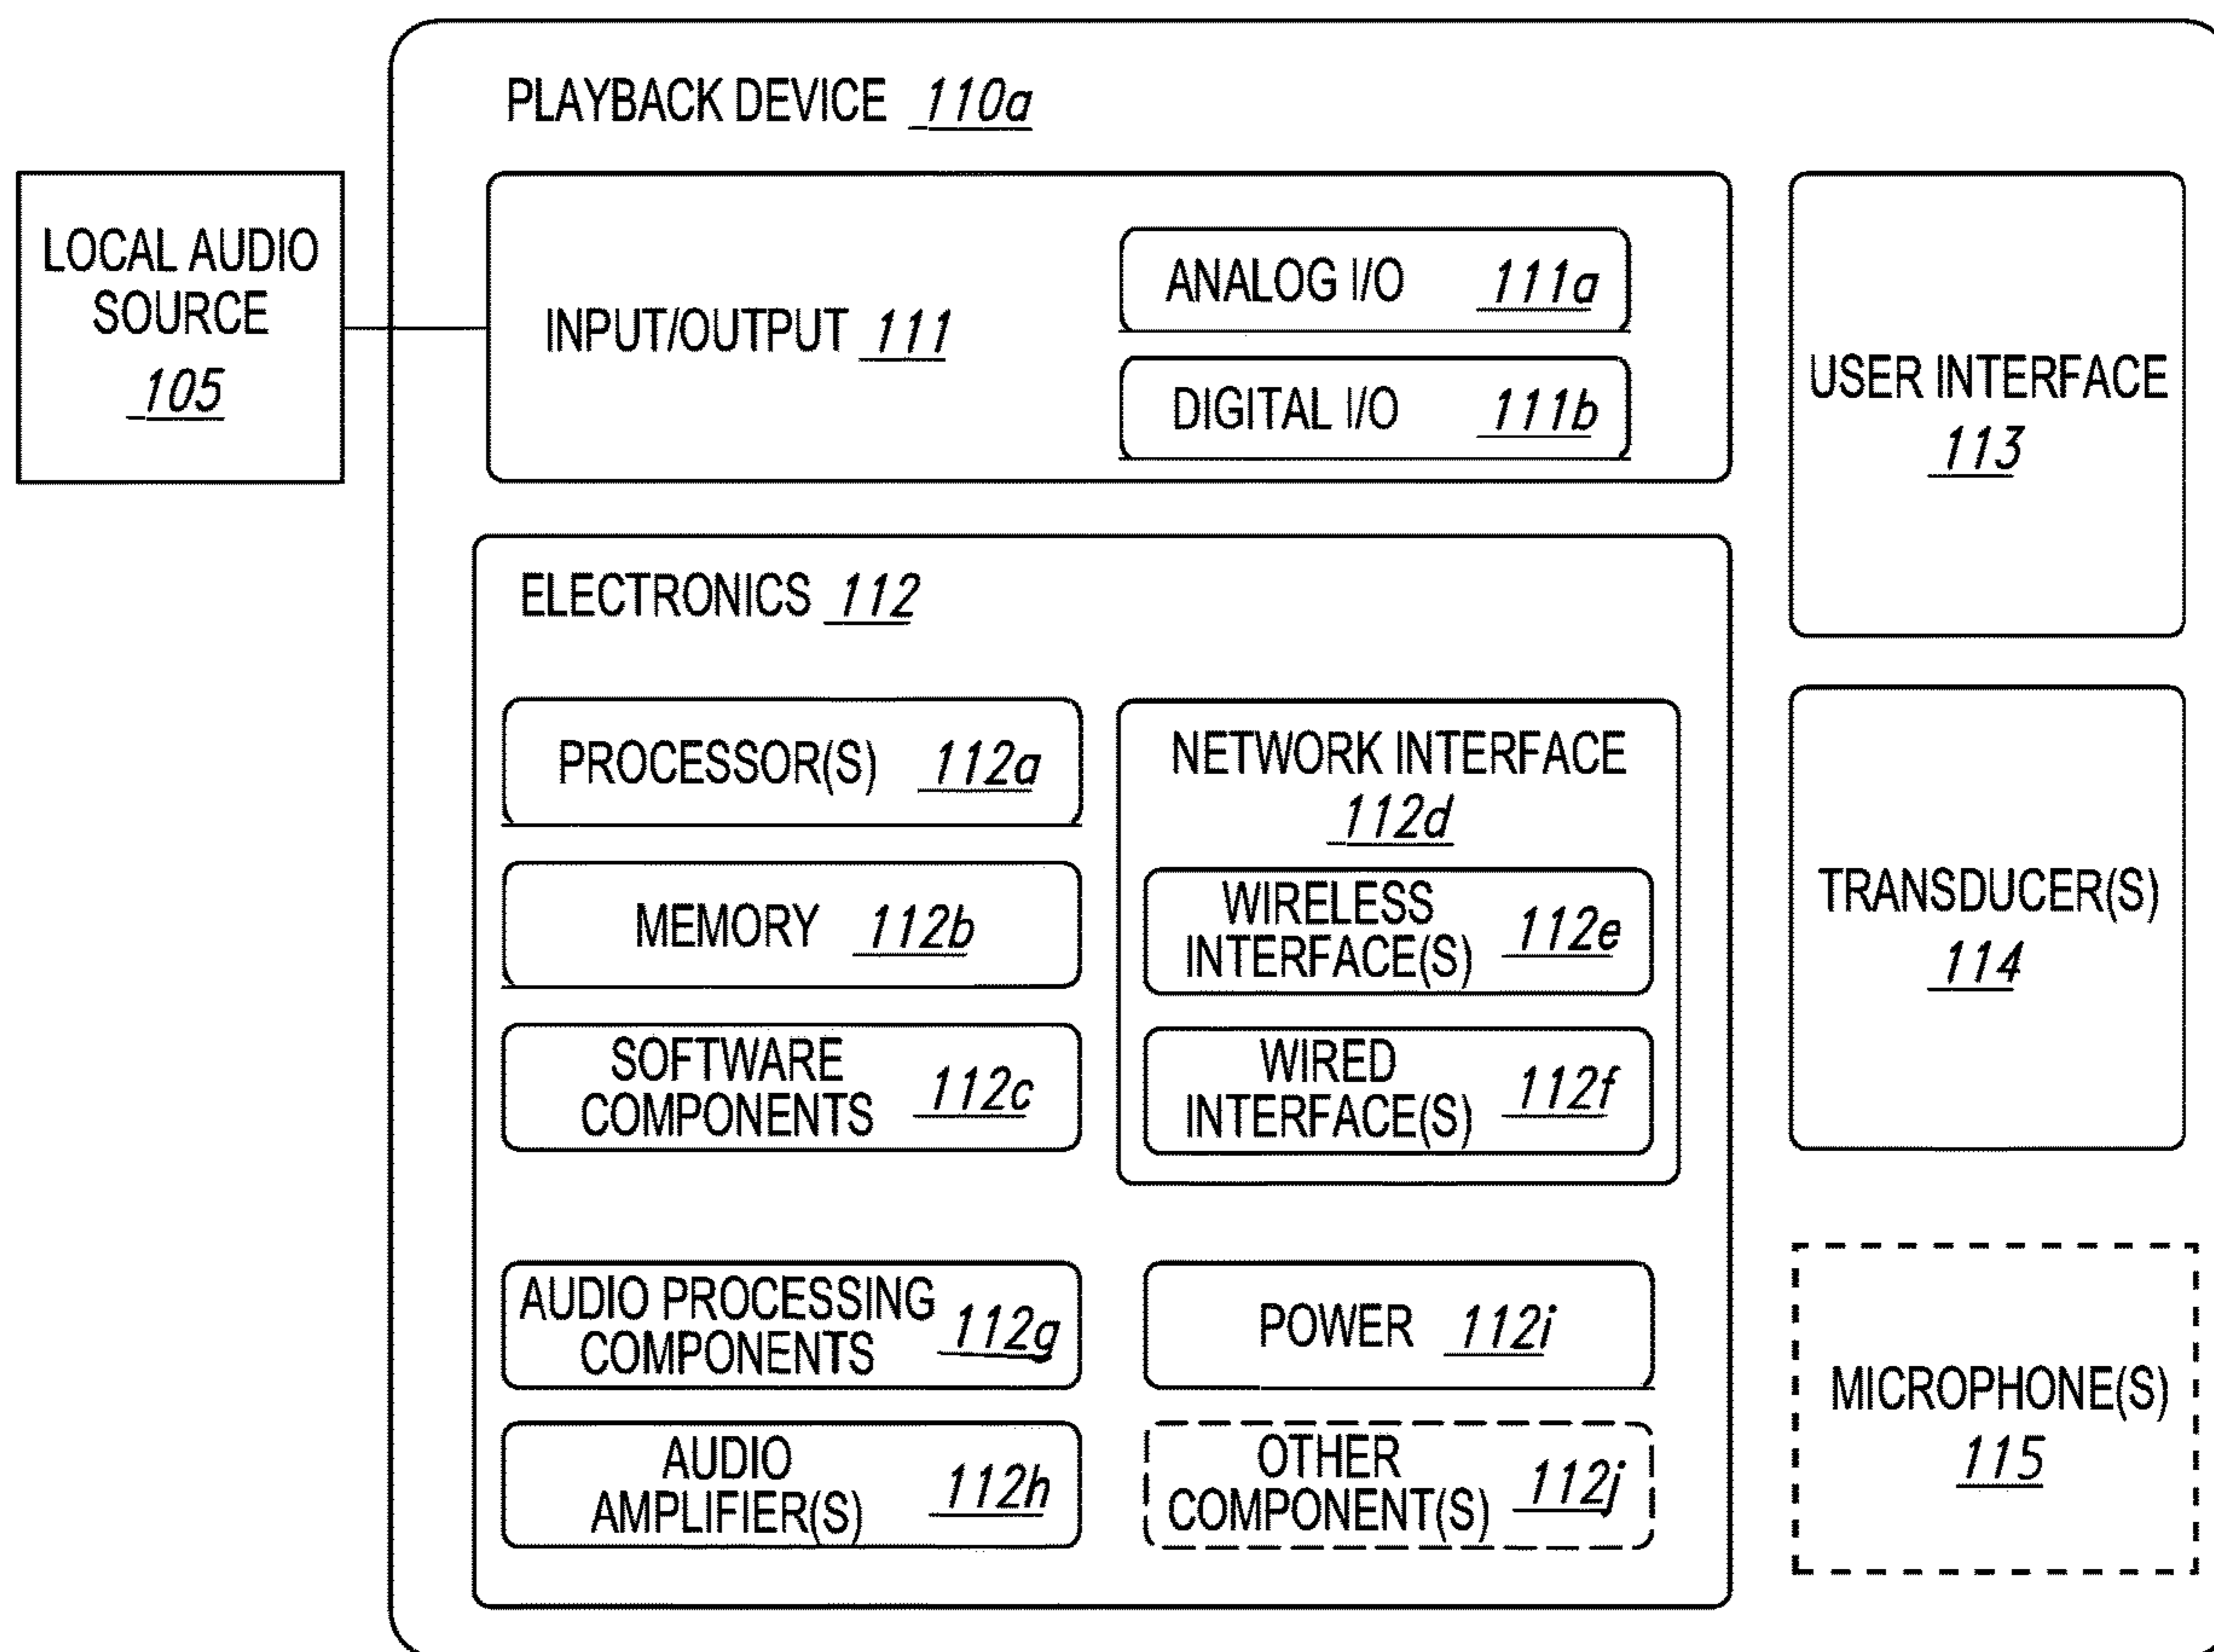 PLAYBACK DEVICE 110a
LOCAL AUDIO
SOURCE
105
INPUT/OUTPUT 111
ANALOG I/O 111a
DIGITAL I/O 111b
USER INTERFACE
113
ELECTRONICS 112
PROCESSOR(S) 112a
MEMORY 112b
SOFTWARE
COMPONENTS 112c
NETWORK INTERFACE
112d
WIRELESS
INTERFACE(S) 112e
WIRED
INTERFACE(S) 112f
TRANSDUCER(S)
114
AUDIO PROCESSING
COMPONENTS 112g
AUDIO
AMPLIFIER(S) 112h
POWER 112i
OTHER
COMPONENT(S) 112j
MICROPHONE(S)
115